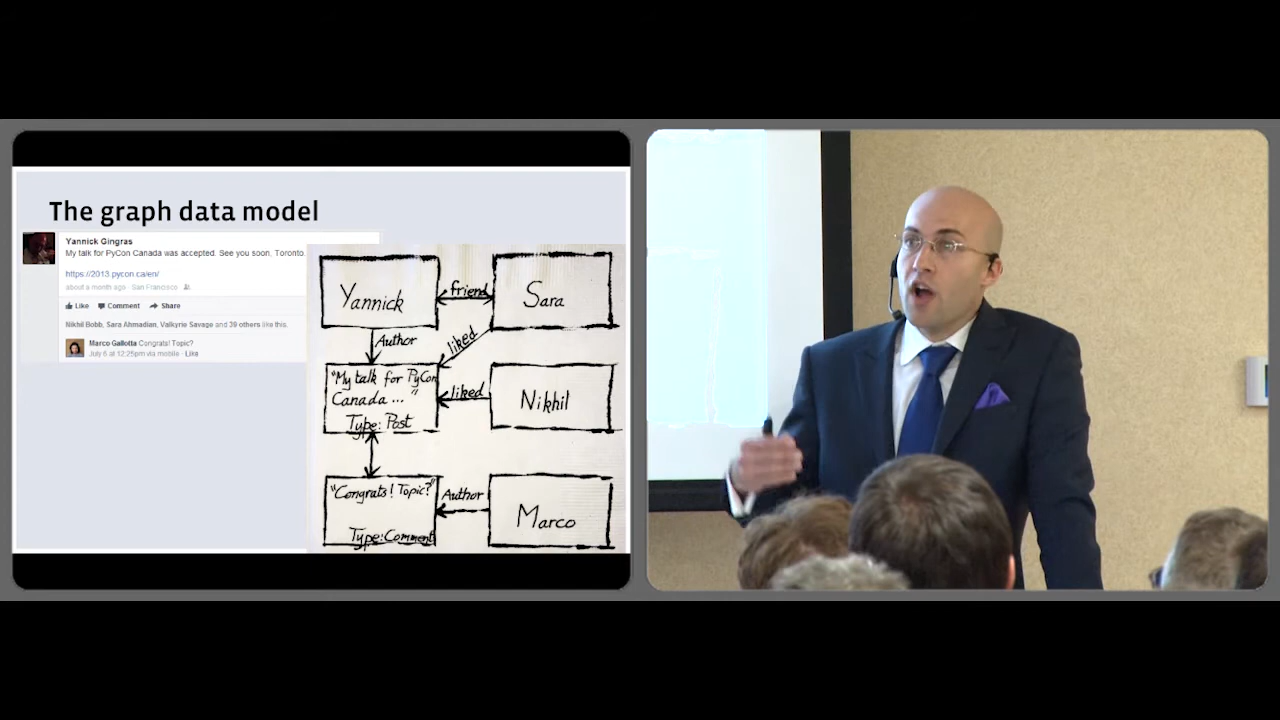 The graph data model
Yannick Gingras
My talk for PyCon Canada was accepted. See you soon, Toronto.
https://2013.pycon.ca/en/
about a month ago · San Francisco
Like Comment Share
Nikhil Bobb, Sara Ahmadian, Valkyrie Savage and 39 others like this.
Marco Gallotta Congrats! Topic?
July 6 at 12:25pm via mobile · Like
Yannick
friend
Sara
Author
liked
"My talk for PyCon
Canada ..."
Type: Post
liked
Nikhil
"Congrats! Topic?"
Type: Comment
Author
Marco